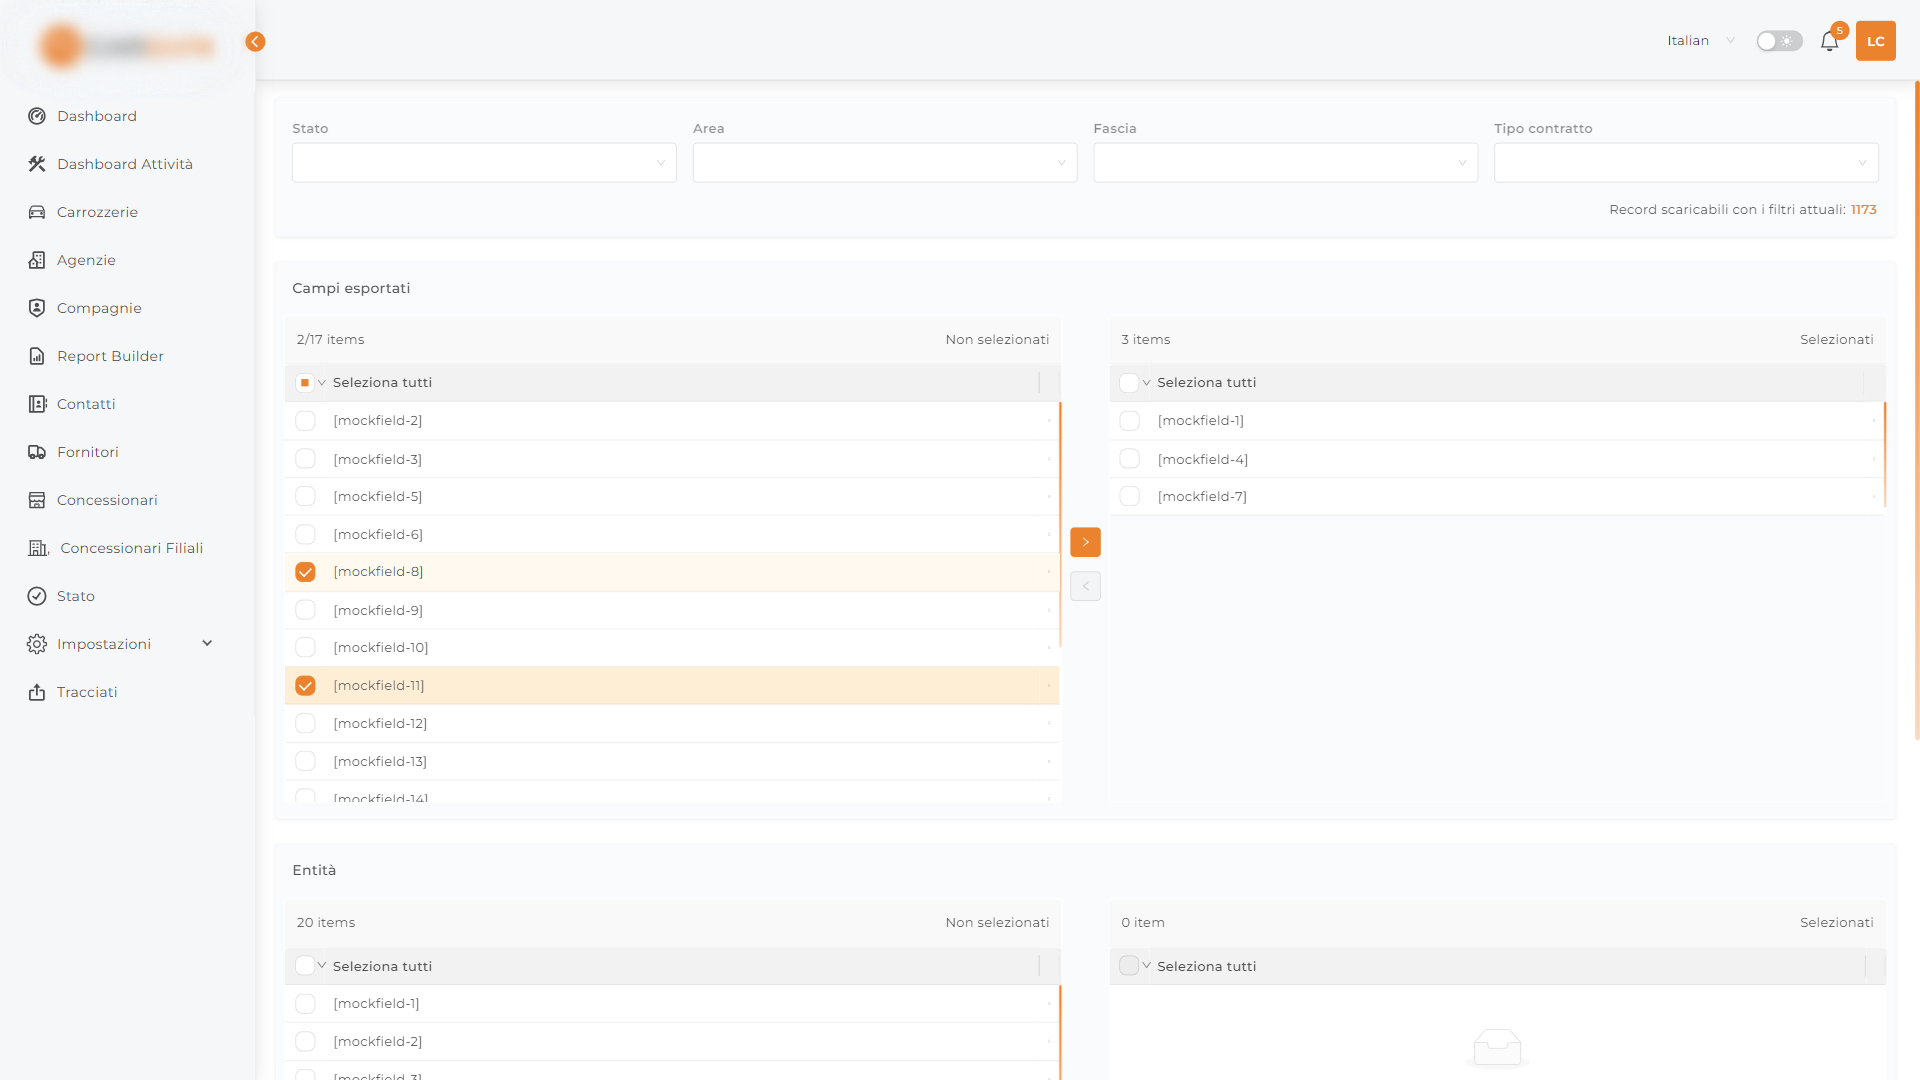 Italian
5
LC
Dashboard
Dashboard Attività
Carrozzerie
Agenzie
Compagnie
Report Builder
Contatti
Fornitori
Concessionari
Concessionari Filiali
Stato
Impostazioni
Tracciati
Stato
Area
Fascia
Tipo contratto
Record scaricabili con i filtri attuali: 1173
Campi esportati
2/17 items
Non selezionati
Seleziona tutti
[mockfield-2]
[mockfield-3]
[mockfield-5]
[mockfield-6]
[mockfield-8]
[mockfield-9]
[mockfield-10]
[mockfield-11]
[mockfield-12]
[mockfield-13]
[mockfield-14]
3 items
Selezionati
Seleziona tutti
[mockfield-1]
[mockfield-4]
[mockfield-7]
Entità
20 items
Non selezionati
Seleziona tutti
[mockfield-1]
[mockfield-2]
[mockfield-3]
0 item
Selezionati
Seleziona tutti